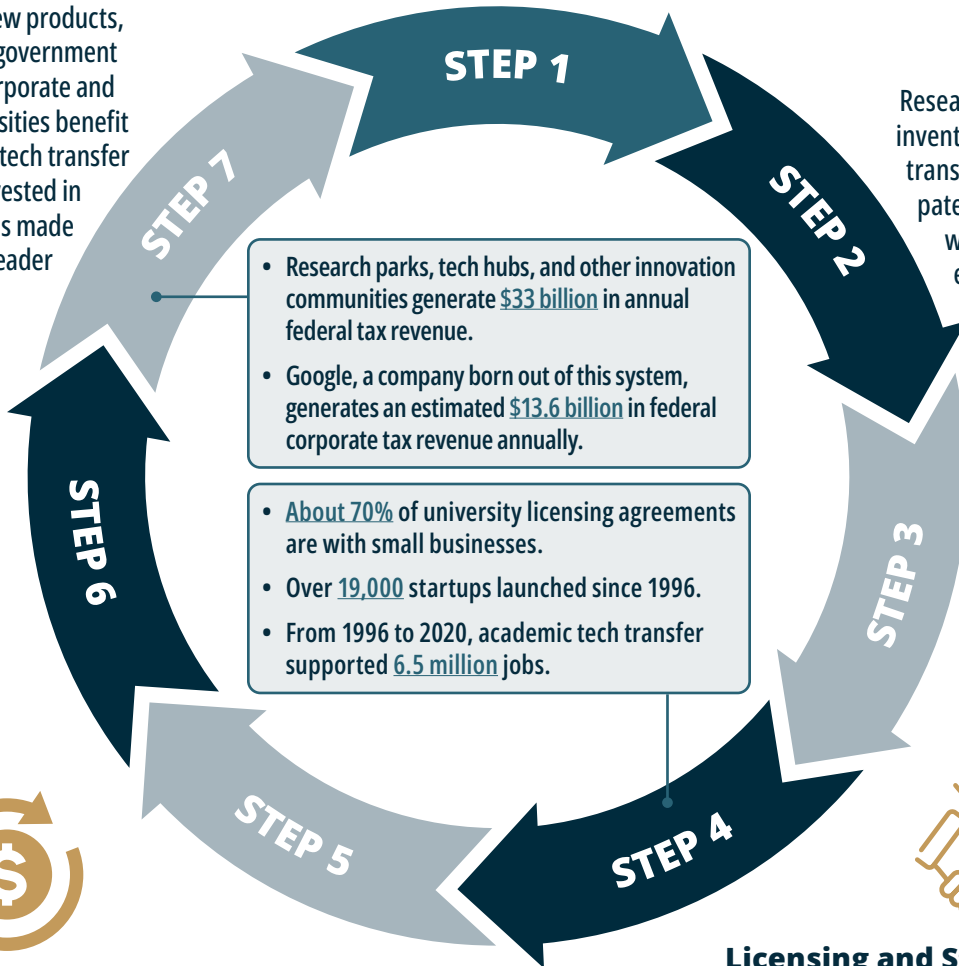 ew products,
government
rporate and
sities benefit
tech transfer
ested in
s made
eader
STEP 1
STEP 2
STEP 3
STEP 4
STEP 5
STEP 6
STEP 7
• Research parks, tech hubs, and other innovation
communities generate $33 billion in annual
federal tax revenue.
• Google, a company born out of this system,
generates an estimated $13.6 billion in federal
corporate tax revenue annually.
• About 70% of university licensing agreements
are with small businesses.
• Over 19,000 startups launched since 1996.
• From 1996 to 2020, academic tech transfer
supported 6.5 million jobs.
Resea
invent
trans
pate
w
e
$
Licensing and S